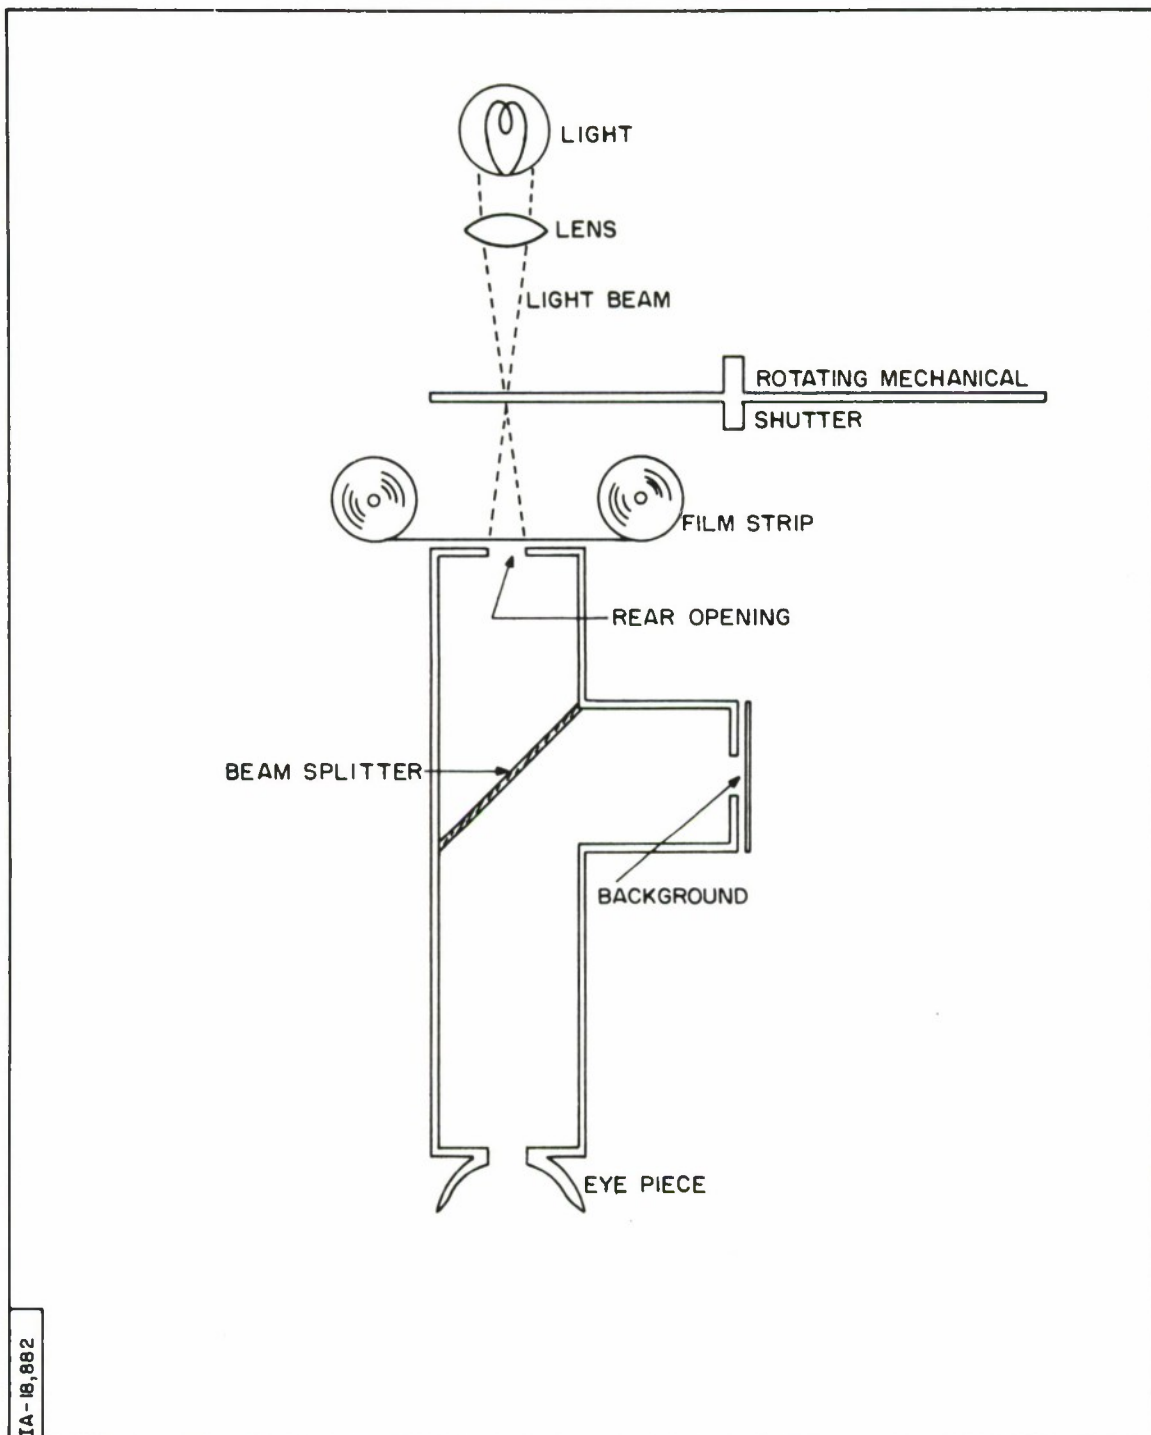 LIGHT
LENS
LIGHT BEAM
ROTATING MECHANICAL
SHUTTER
FILM STRIP
REAR OPENING
BEAM SPLITTER
BACKGROUND
EYE PIECE
IA-18,882